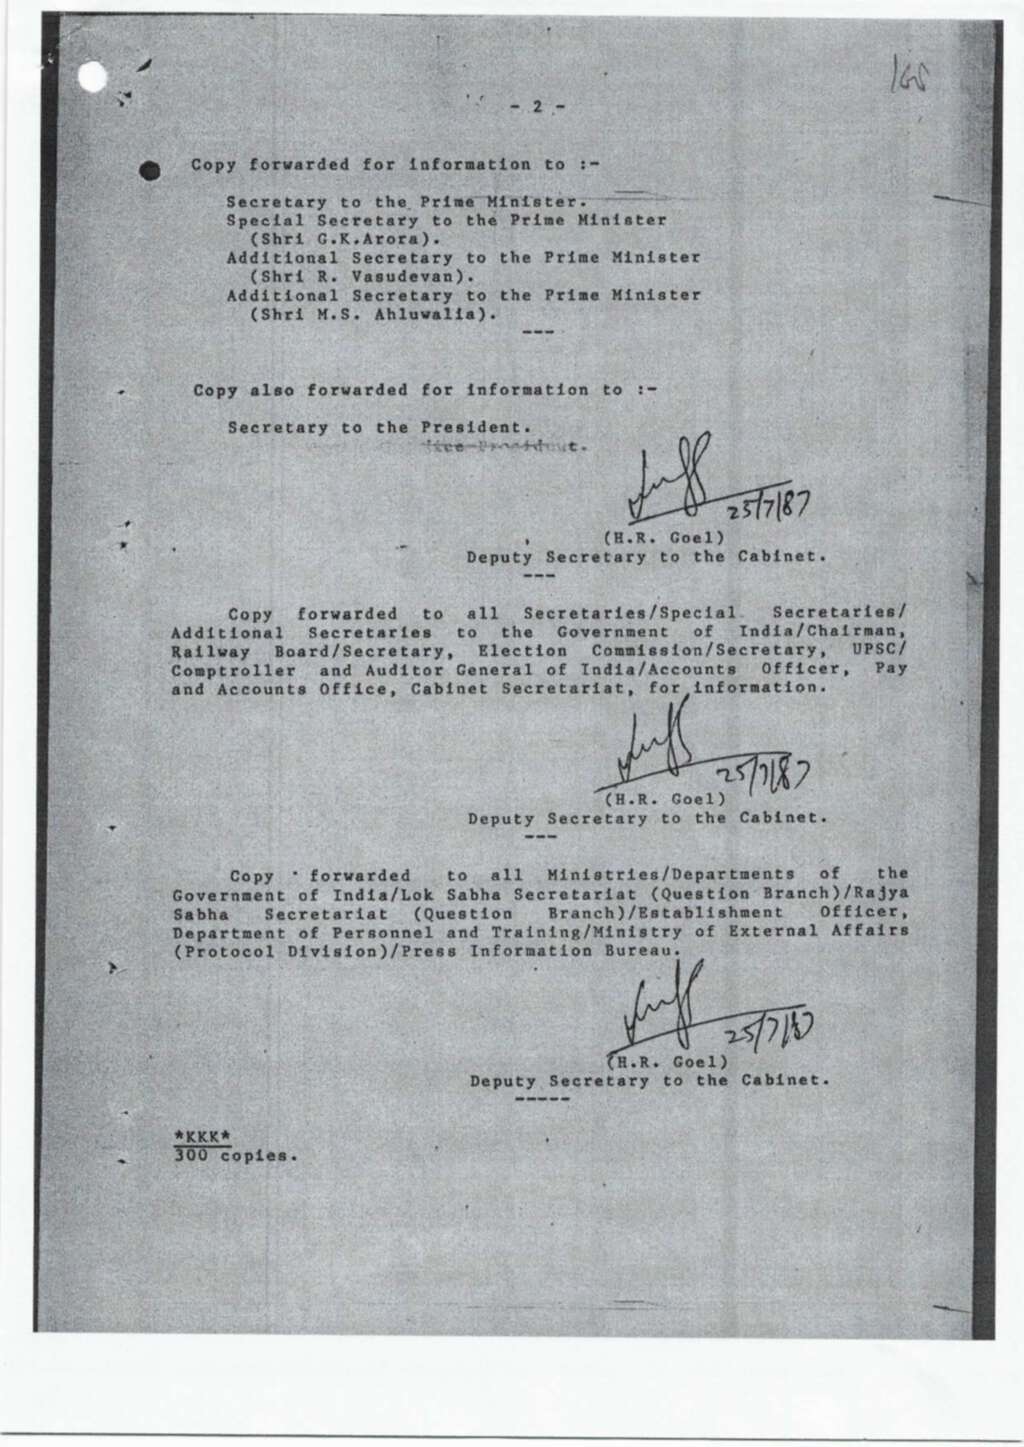 - 2 -
Copy forwarded for information to :-
Secretary to the Prime Minister.
Special Secretary to the Prime Minister
(Shri G.K.Arora).
Additional Secretary to the Prime Minister
(Shri R. Vasudevan).
Additional Secretary to the Prime Minister
(Shri M.S. Ahluwalia).
---
Copy also forwarded for information to :-
Secretary to the President.
Vice-President.
25/7/87
(H.R. Goel)
Deputy Secretary to the Cabinet.
---
Copy forwarded to all Secretaries/Special Secretaries/
Additional Secretaries to the Government of India/Chairman,
Railway Board/Secretary, Election Commission/Secretary, UPSC/
Comptroller and Auditor General of India/Accounts Officer, Pay
and Accounts Office, Cabinet Secretariat, for information.
25/7/87
(H.R. Goel)
Deputy Secretary to the Cabinet.
---
Copy forwarded to all Ministries/Departments of the
Government of India/Lok Sabha Secretariat (Question Branch)/Rajya
Sabha Secretariat (Question Branch)/Establishment Officer,
Department of Personnel and Training/Ministry of External Affairs
(Protocol Division)/Press Information Bureau.
25/7/87
(H.R. Goel)
Deputy Secretary to the Cabinet.
-----
*KKK*
300 copies.